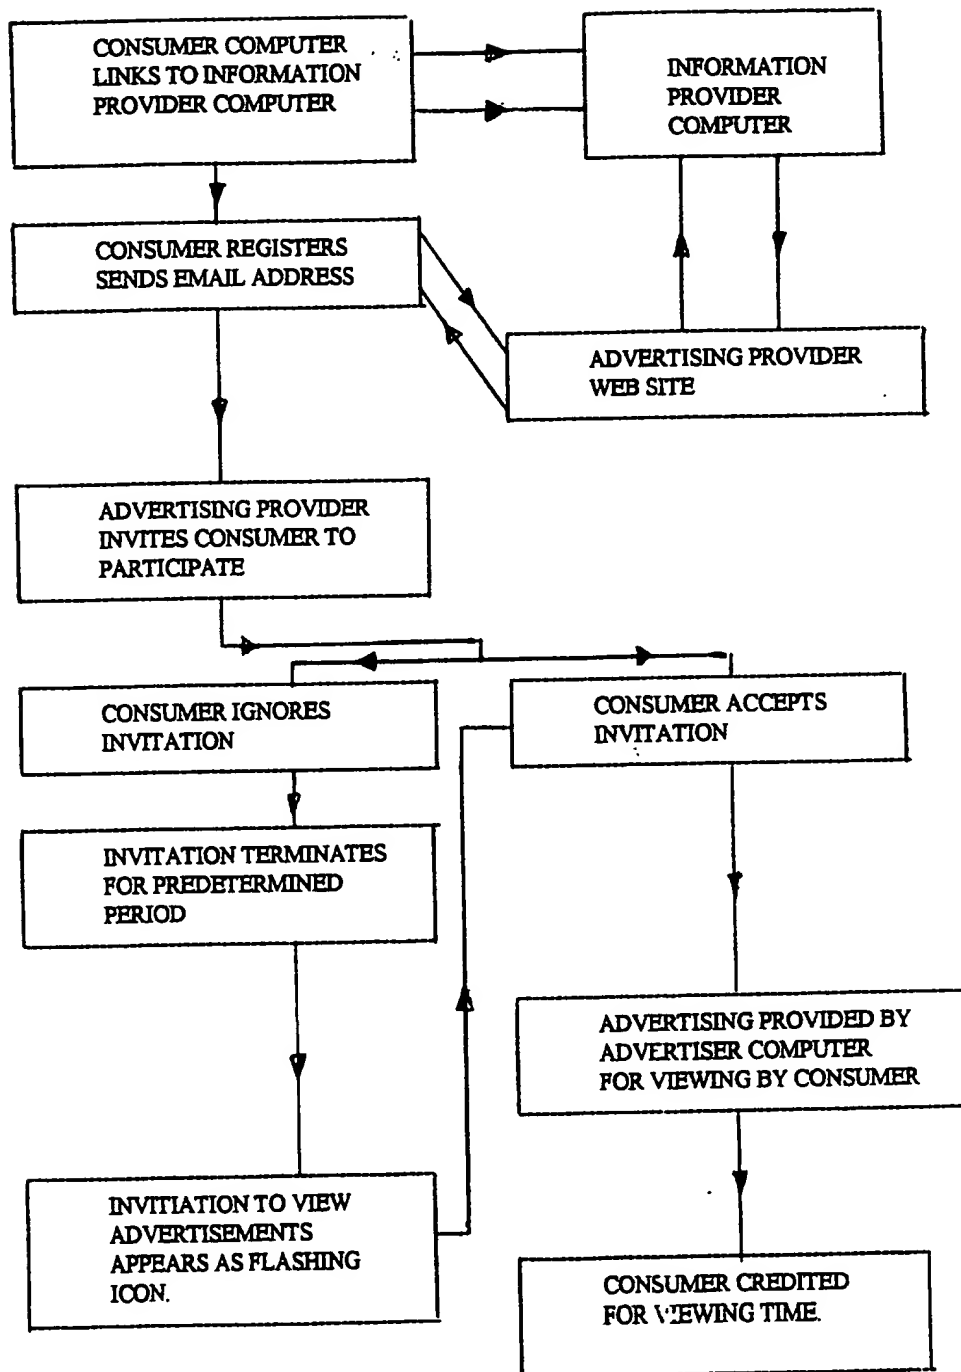 CONSUMER COMPUTER
LINKS TO INFORMATION
PROVIDER COMPUTER
INFORMATION
PROVIDER
COMPUTER
CONSUMER REGISTERS
SENDS EMAIL ADDRESS
ADVERTISING PROVIDER
WEB SITE
ADVERTISING PROVIDER
INVITES CONSUMER TO
PARTICIPATE
CONSUMER IGNORES
INVITATION
CONSUMER ACCEPTS
INVITATION
INVITATION TERMINATES
FOR PREDETERMINED
PERIOD
ADVERTISING PROVIDED BY
ADVERTISER COMPUTER
FOR VIEWING BY CONSUMER
INVITIATION TO VIEW
ADVERTISEMENTS
APPEARS AS FLASHING
ICON.
CONSUMER CREDITED
FOR VIEWING TIME.